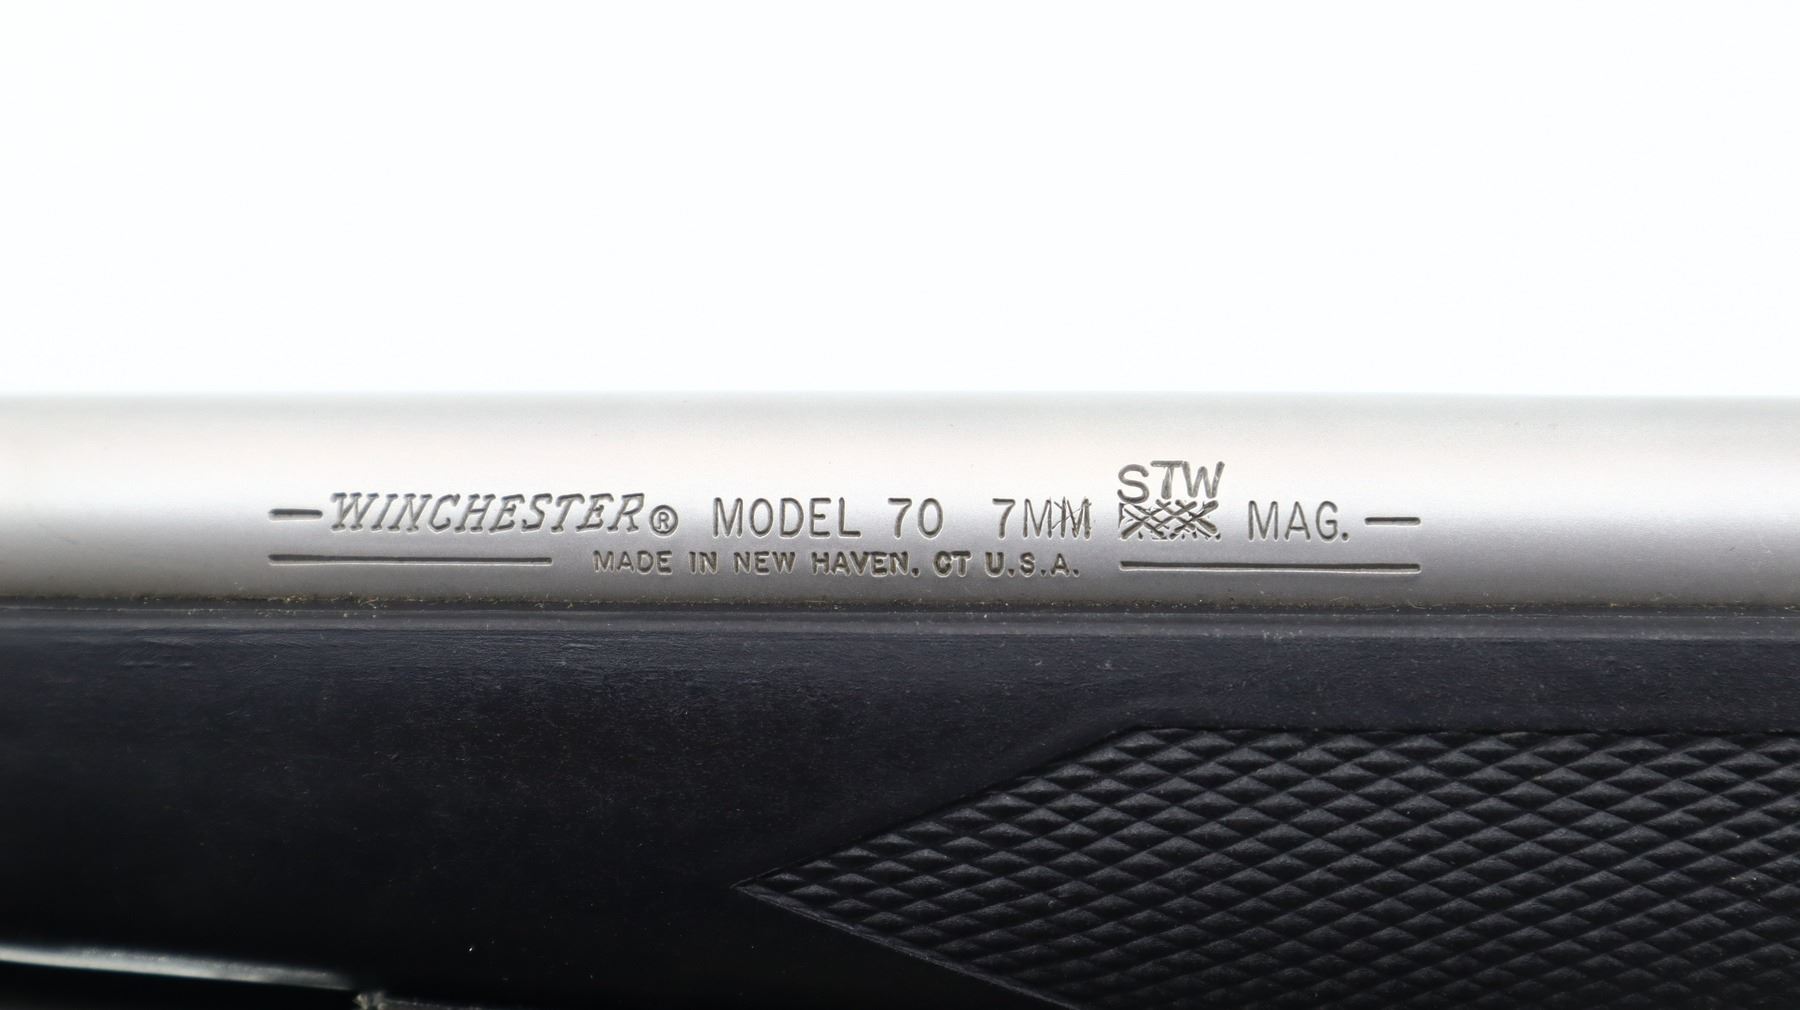 STW
WINCHESTER® MODEL 70 7MM MAG.
MADE IN NEW HAVEN, CT U.S.A.